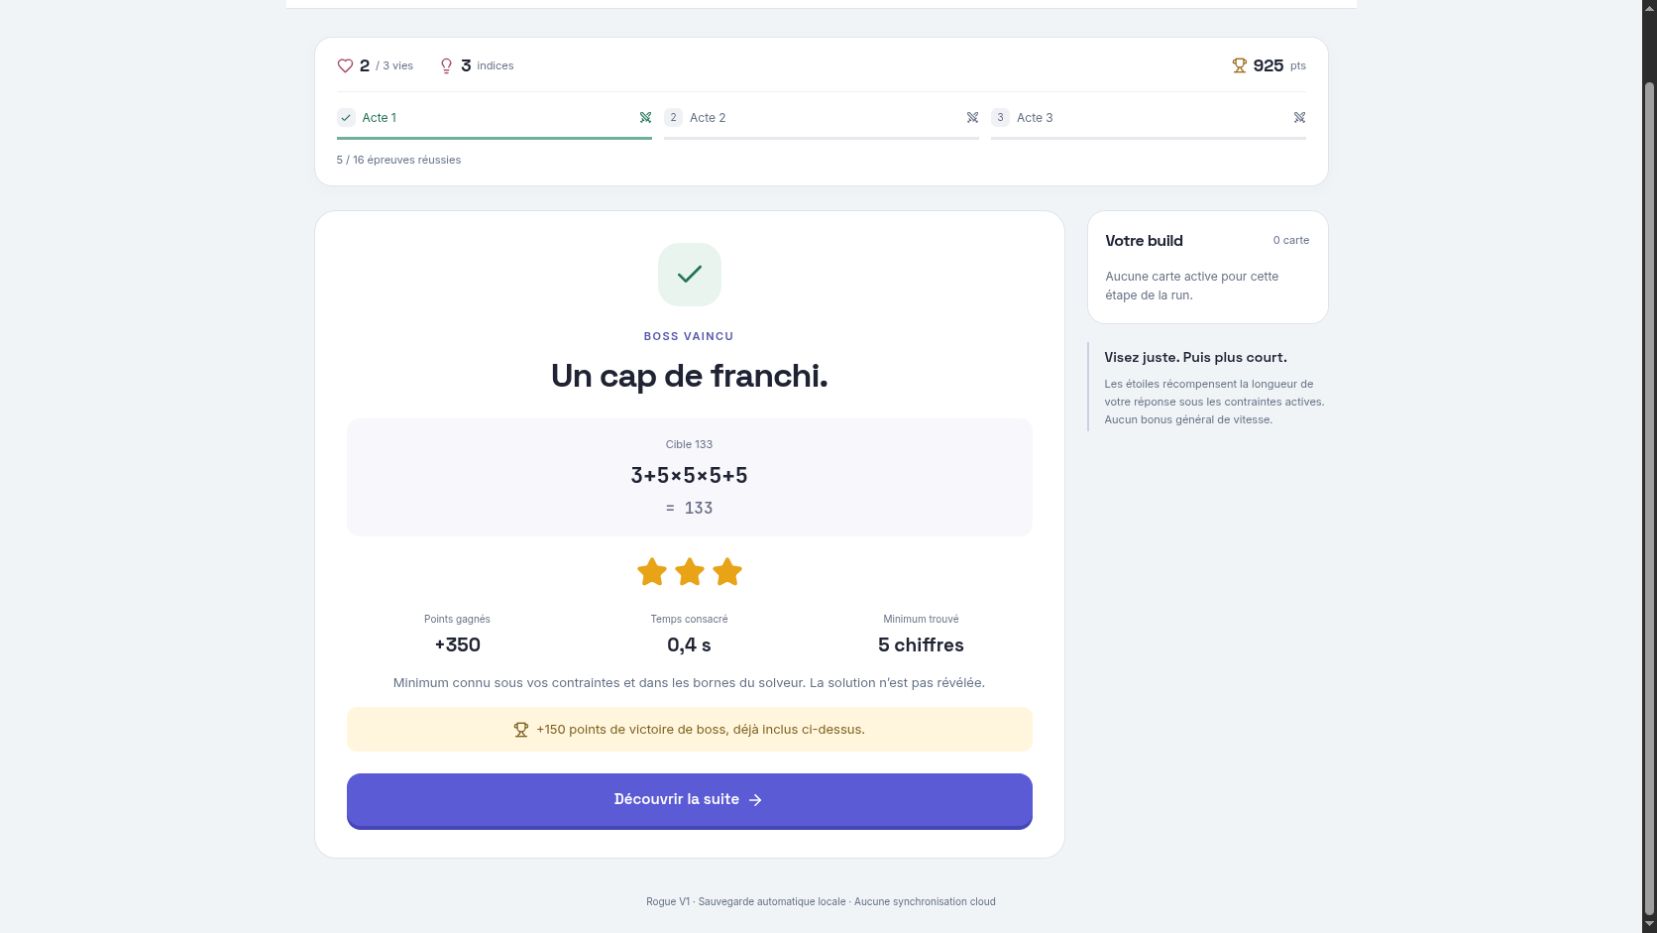 2 / 3 vies 3 indices 925 pts
Acte 1 2 Acte 2 3 Acte 3
5 / 16 épreuves réussies
BOSS VAINCU
Un cap de franchi.
Cible 133
3+5×5×5+5
= 133
Points gagnés Temps consacré Minimum trouvé
+350 0,4 s 5 chiffres
Minimum connu sous vos contraintes et dans les bornes du solveur. La solution n’est pas révélée.
+150 points de victoire de boss, déjà inclus ci-dessus.
Découvrir la suite →
Votre build 0 carte
Aucune carte active pour cette
étape de la run.
Visez juste. Puis plus court.
Les étoiles récompensent la longueur de
votre réponse sous les contraintes actives.
Aucun bonus général de vitesse.
Rogue V1 · Sauvegarde automatique locale · Aucune synchronisation cloud